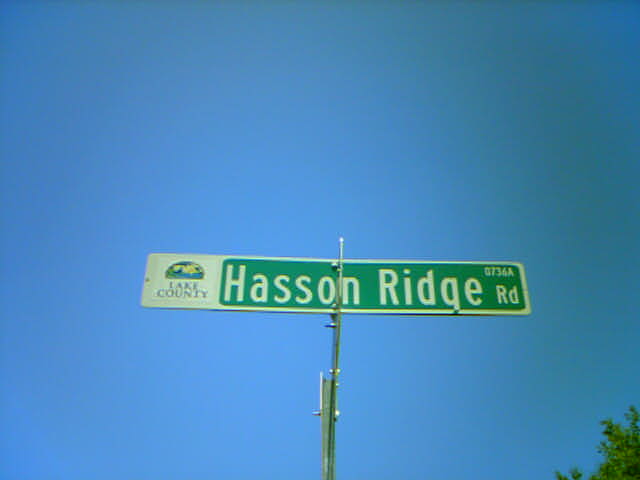 LAKE
COUNTY
Hasson Ridge Rd
0736A